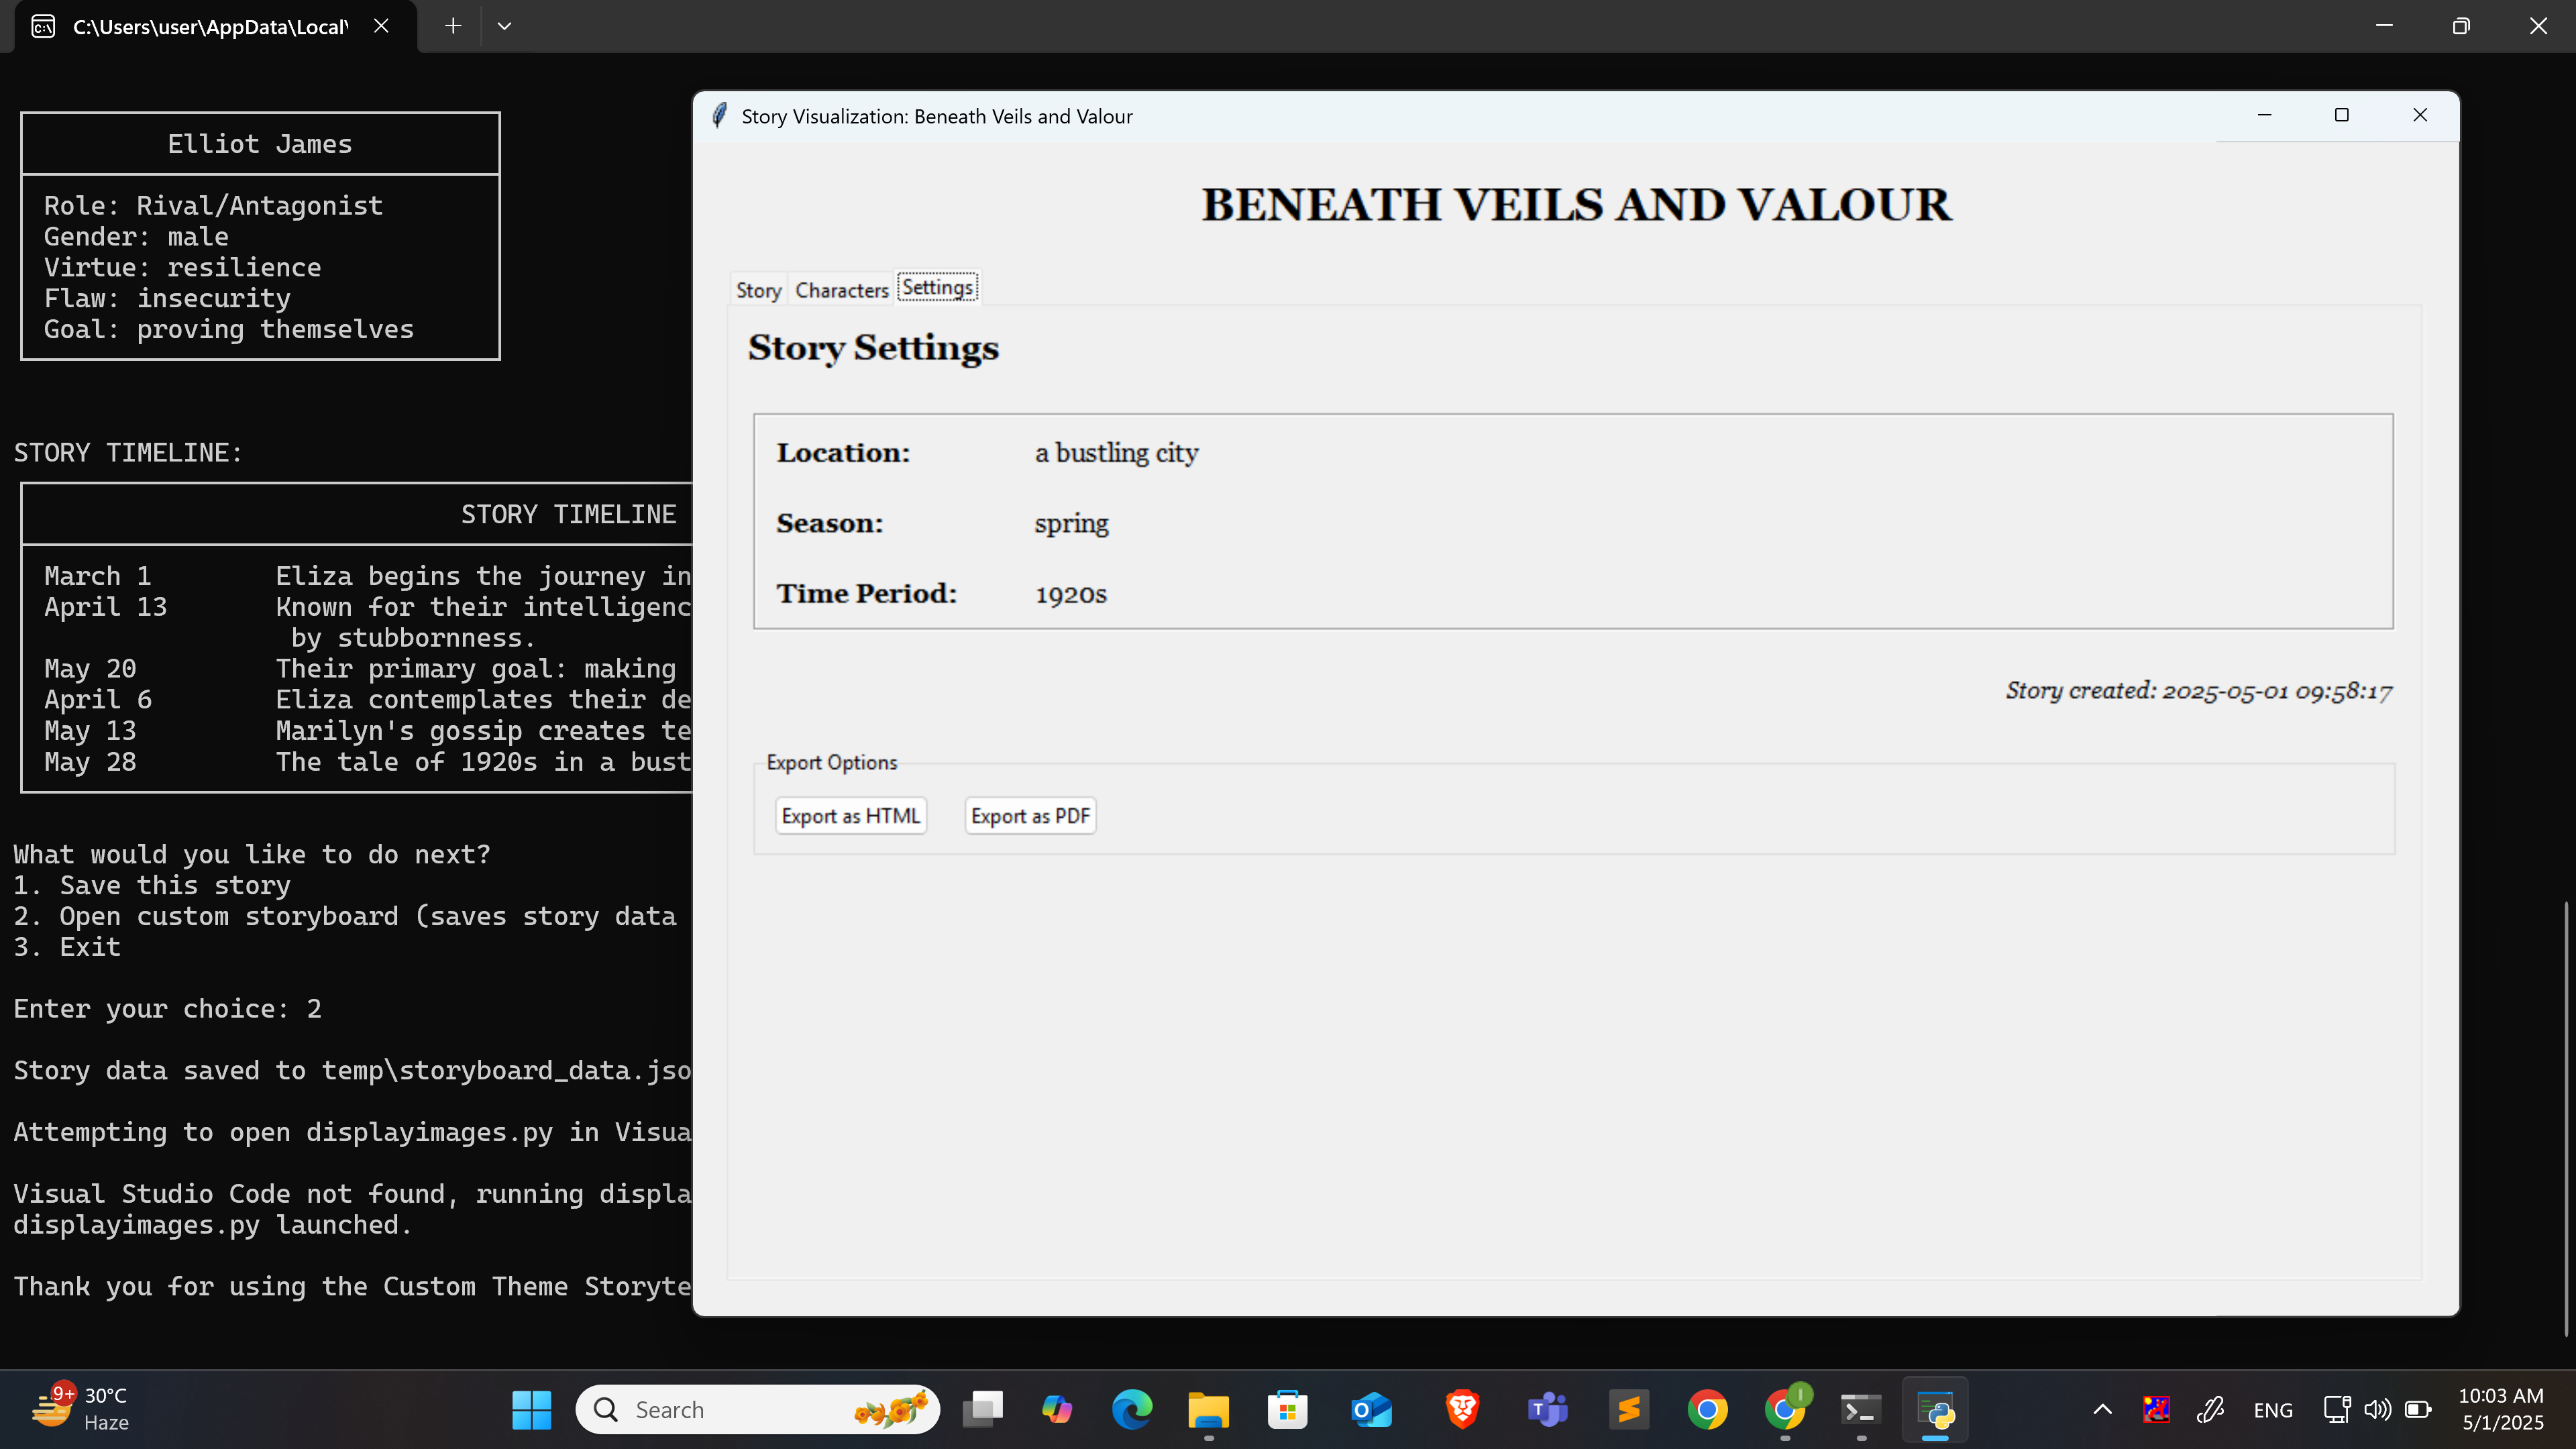 C:\Users\user\AppData\Local\
Elliot James
Role: Rival/Antagonist
Gender: male
Virtue: resilience
Flaw: insecurity
Goal: proving themselves
STORY TIMELINE:
STORY TIMELINE
March 1 Eliza begins the journey in
April 13 Known for their intelligenc
by stubbornness.
May 20 Their primary goal: making
April 6 Eliza contemplates their de
May 13 Marilyn's gossip creates te
May 28 The tale of 1920s in a bust
What would you like to do next?
1. Save this story
2. Open custom storyboard (saves story data
3. Exit
Enter your choice: 2
Story data saved to temp\storyboard_data.jso
Attempting to open displayimages.py in Visua
Visual Studio Code not found, running displa
displayimages.py launched.
Thank you for using the Custom Theme Storyte
Story Visualization: Beneath Veils and Valour
BENEATH VEILS AND VALOUR
Story Characters Settings
Story Settings
Location: a bustling city
Season: spring
Time Period: 1920s
Story created: 2025-05-01 09:58:17
Export Options
Export as HTML Export as PDF
9+
30°C
Haze
Search
ENG
10:03 AM
5/1/2025